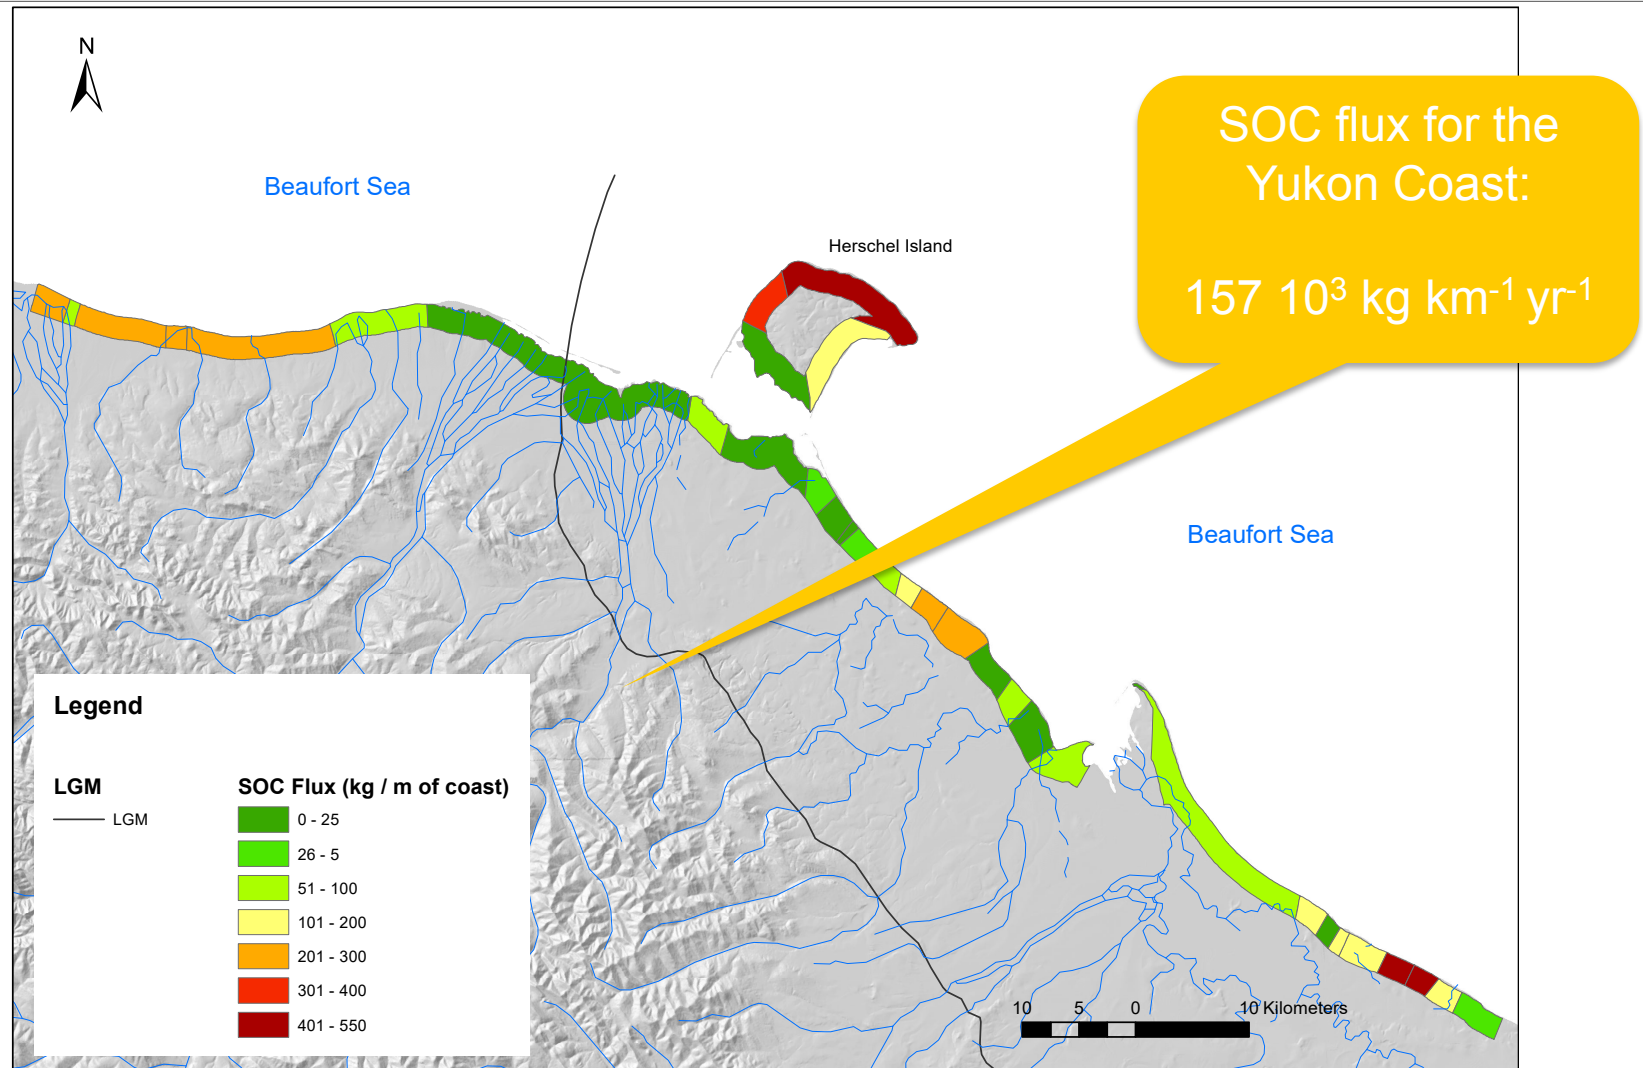 N
Beaufort Sea
Herschel Island
SOC flux for the
Yukon Coast:
157 10³ kg km⁻¹ yr⁻¹
Beaufort Sea
Legend
LGM
LGM
SOC Flux (kg / m of coast)
0 - 25
26 - 5
51 - 100
101 - 200
201 - 300
301 - 400
401 - 550
10 5 0 10 Kilometers